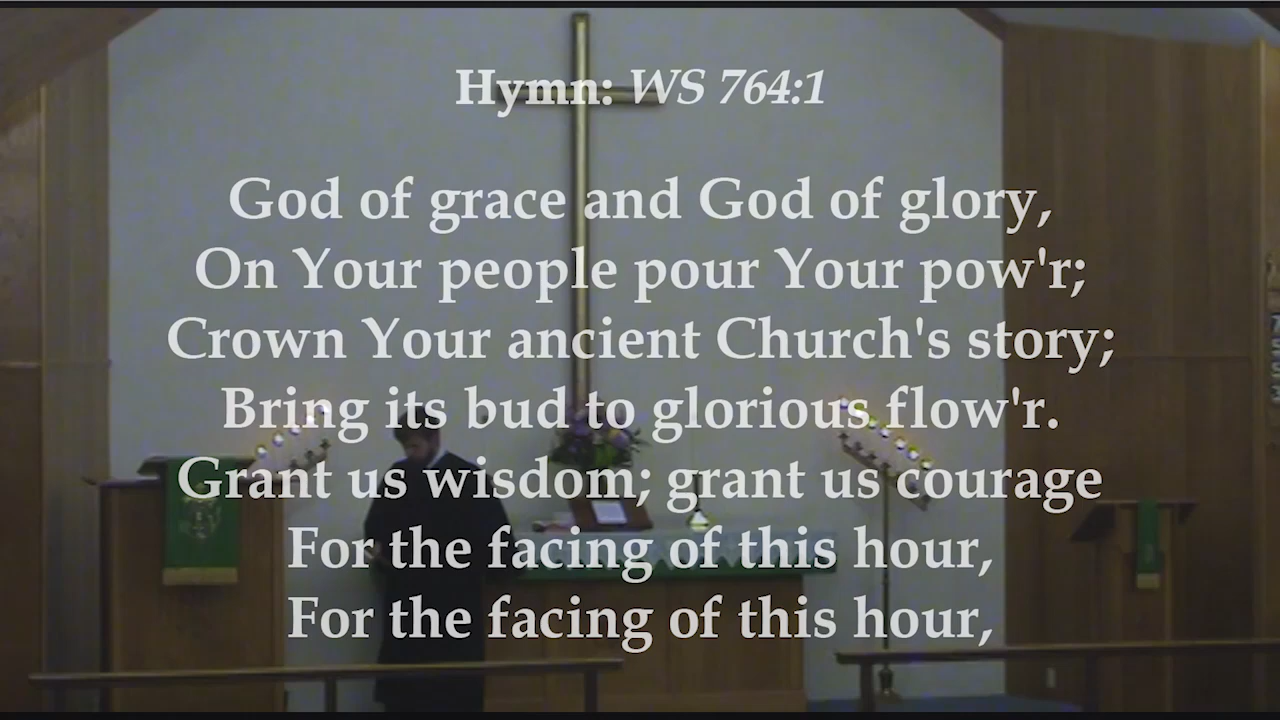 Hymn: WS 764:1
God of grace and God of glory,
On Your people pour Your pow'r;
Crown Your ancient Church's story;
Bring its bud to glorious flow'r.
Grant us wisdom; grant us courage
For the facing of this hour,
For the facing of this hour,